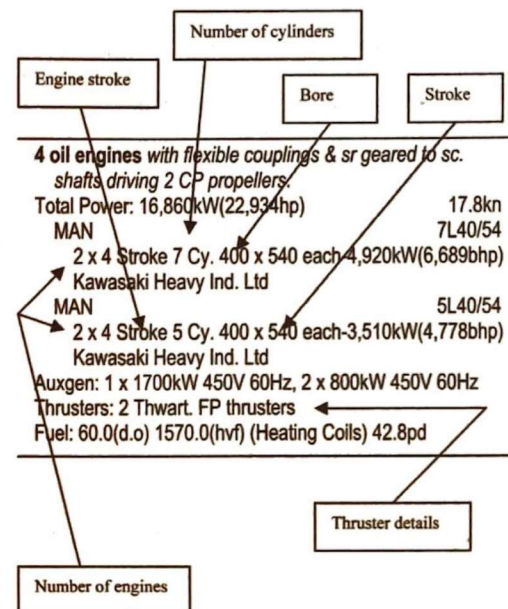 Number of cylinders
Engine stroke
Bore
Stroke
4 oil engines with flexible couplings & sr geared to sc.
shafts driving 2 CP propellers.
Total Power: 16,860kW(22,934hp) 17.8kn
MAN 7L40/54
2 x 4 Stroke 7 Cy. 400 x 540 each-4,920kW(6,689bhp)
Kawasaki Heavy Ind. Ltd
MAN 5L40/54
2 x 4 Stroke 5 Cy. 400 x 540 each-3,510kW(4,778bhp)
Kawasaki Heavy Ind. Ltd
Auxgen: 1 x 1700kW 450V 60Hz, 2 x 800kW 450V 60Hz
Thrusters: 2 Thwart. FP thrusters
Fuel: 60.0(d.o) 1570.0(hvf) (Heating Coils) 42.8pd
Thruster details
Number of engines